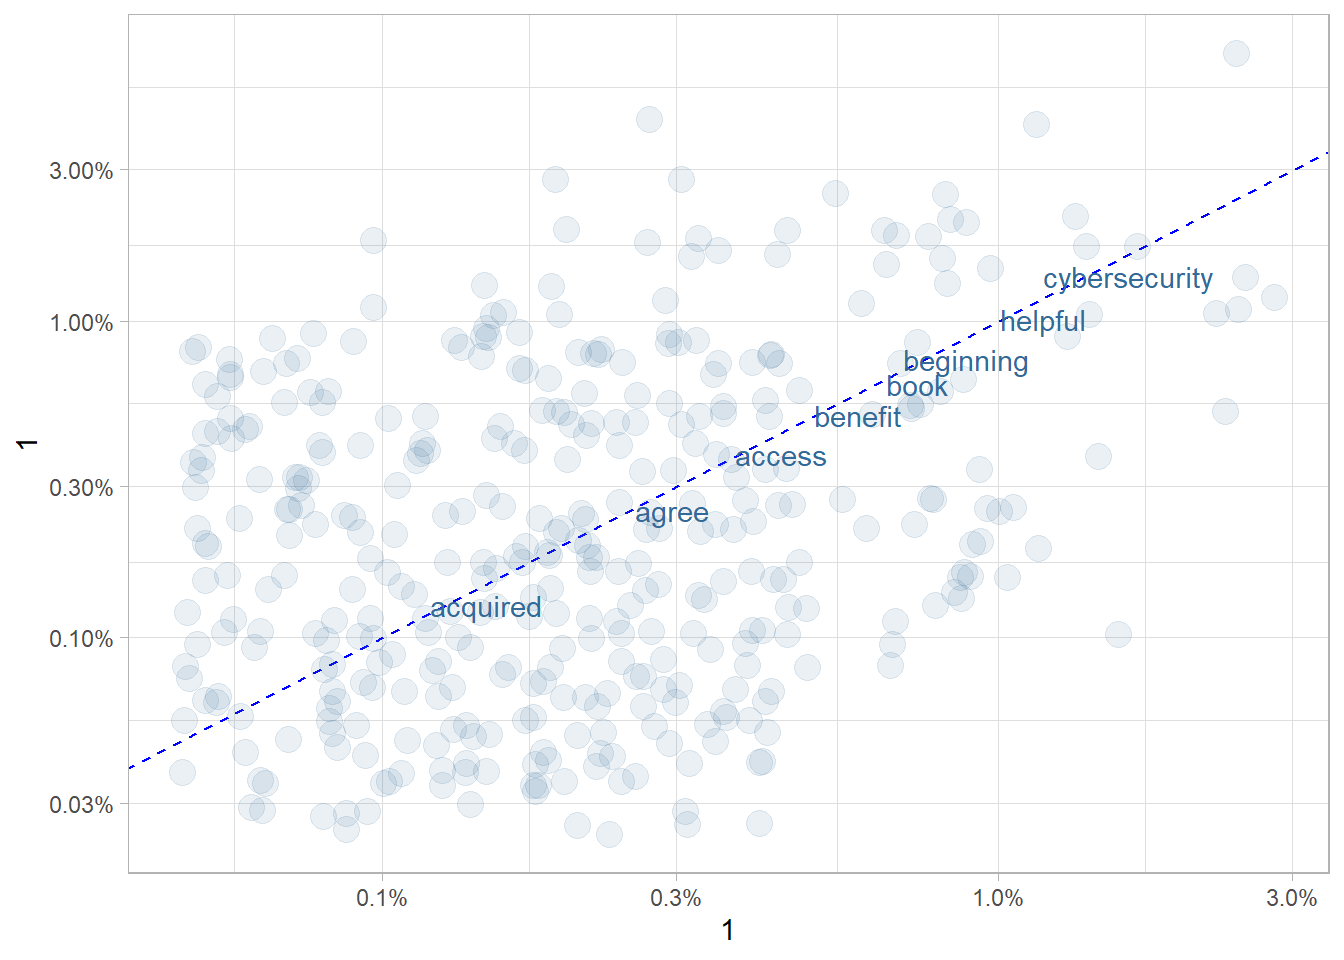 3.00%
1.00%
0.30%
0.10%
0.03%
1
cybersecurity
helpful
beginning
book
benefit
access
agree
acquired
0.1%
0.3%
1.0%
3.0%
1